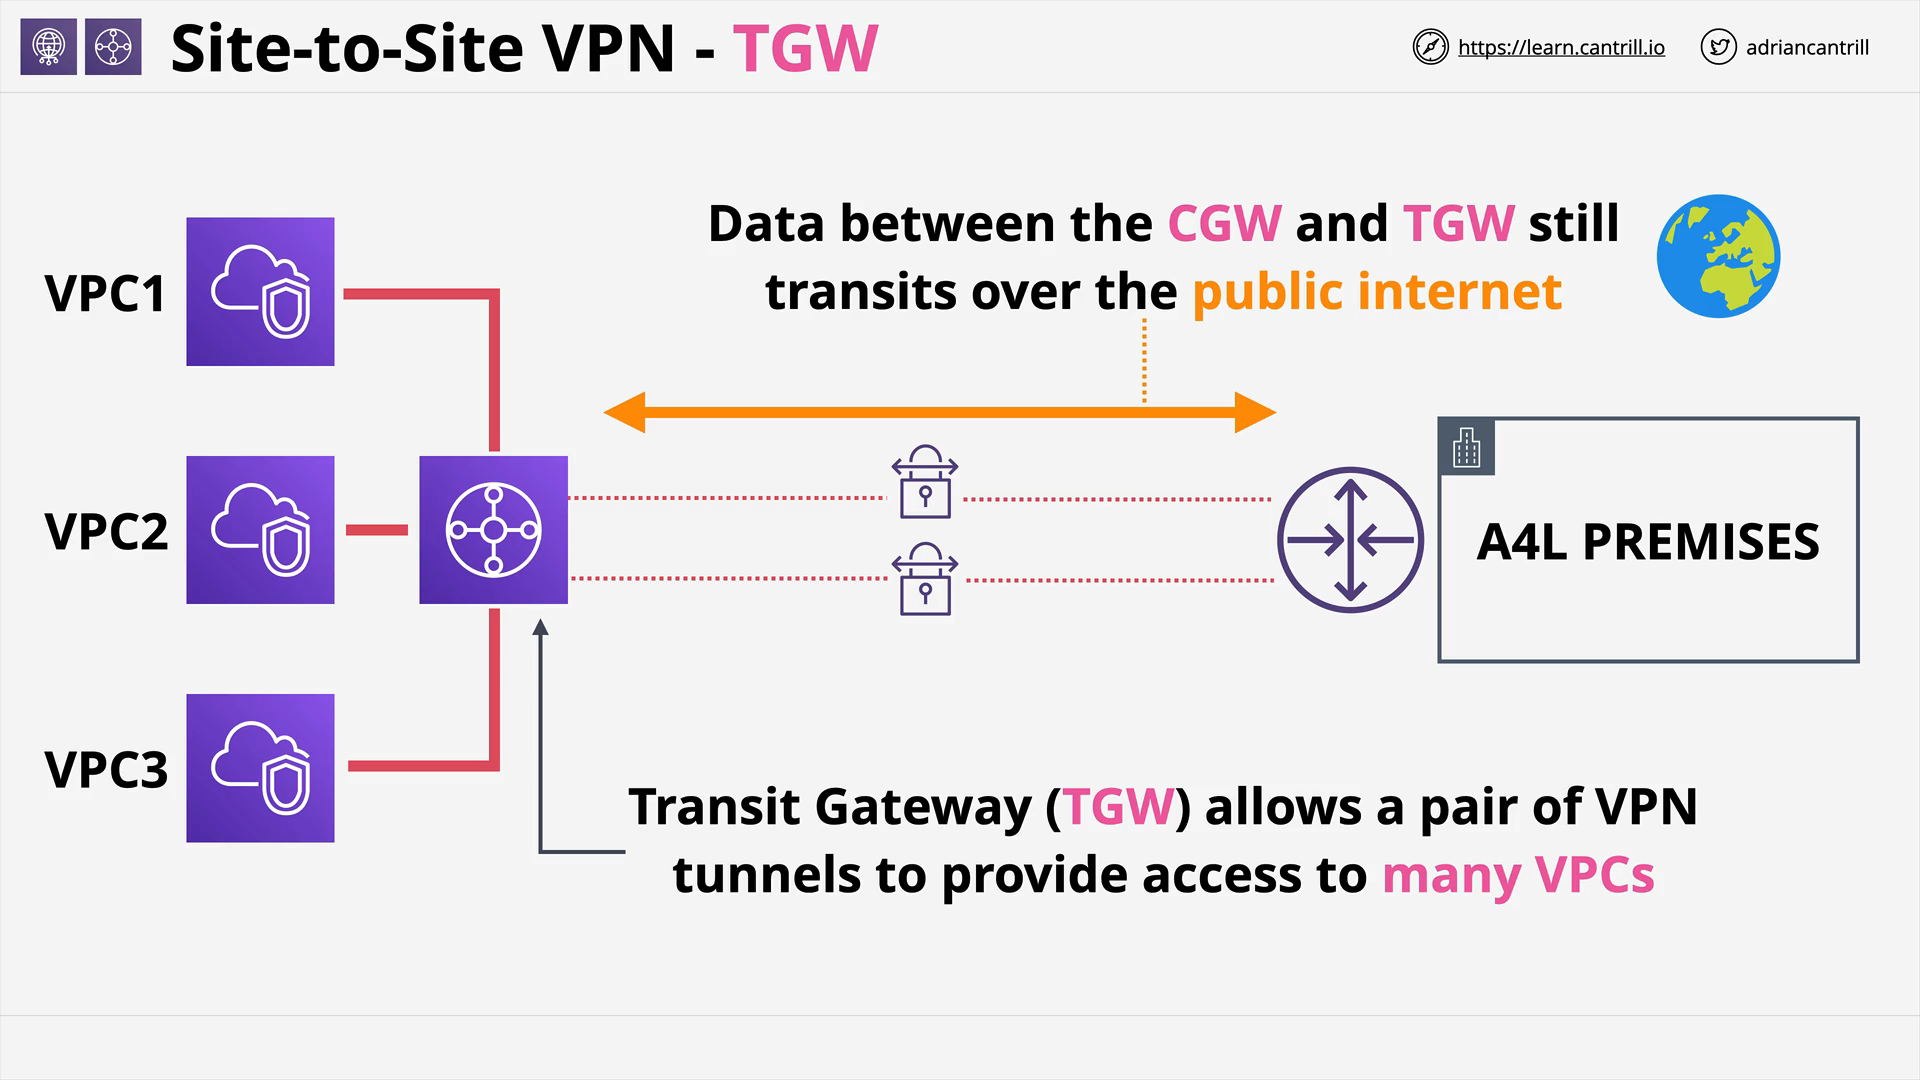 Site-to-Site VPN - TGW
https://learn.cantrill.io
adriancantrill
Data between the CGW and TGW still
transits over the public internet
VPC1
VPC2
A4L PREMISES
VPC3
Transit Gateway (TGW) allows a pair of VPN
tunnels to provide access to many VPCs